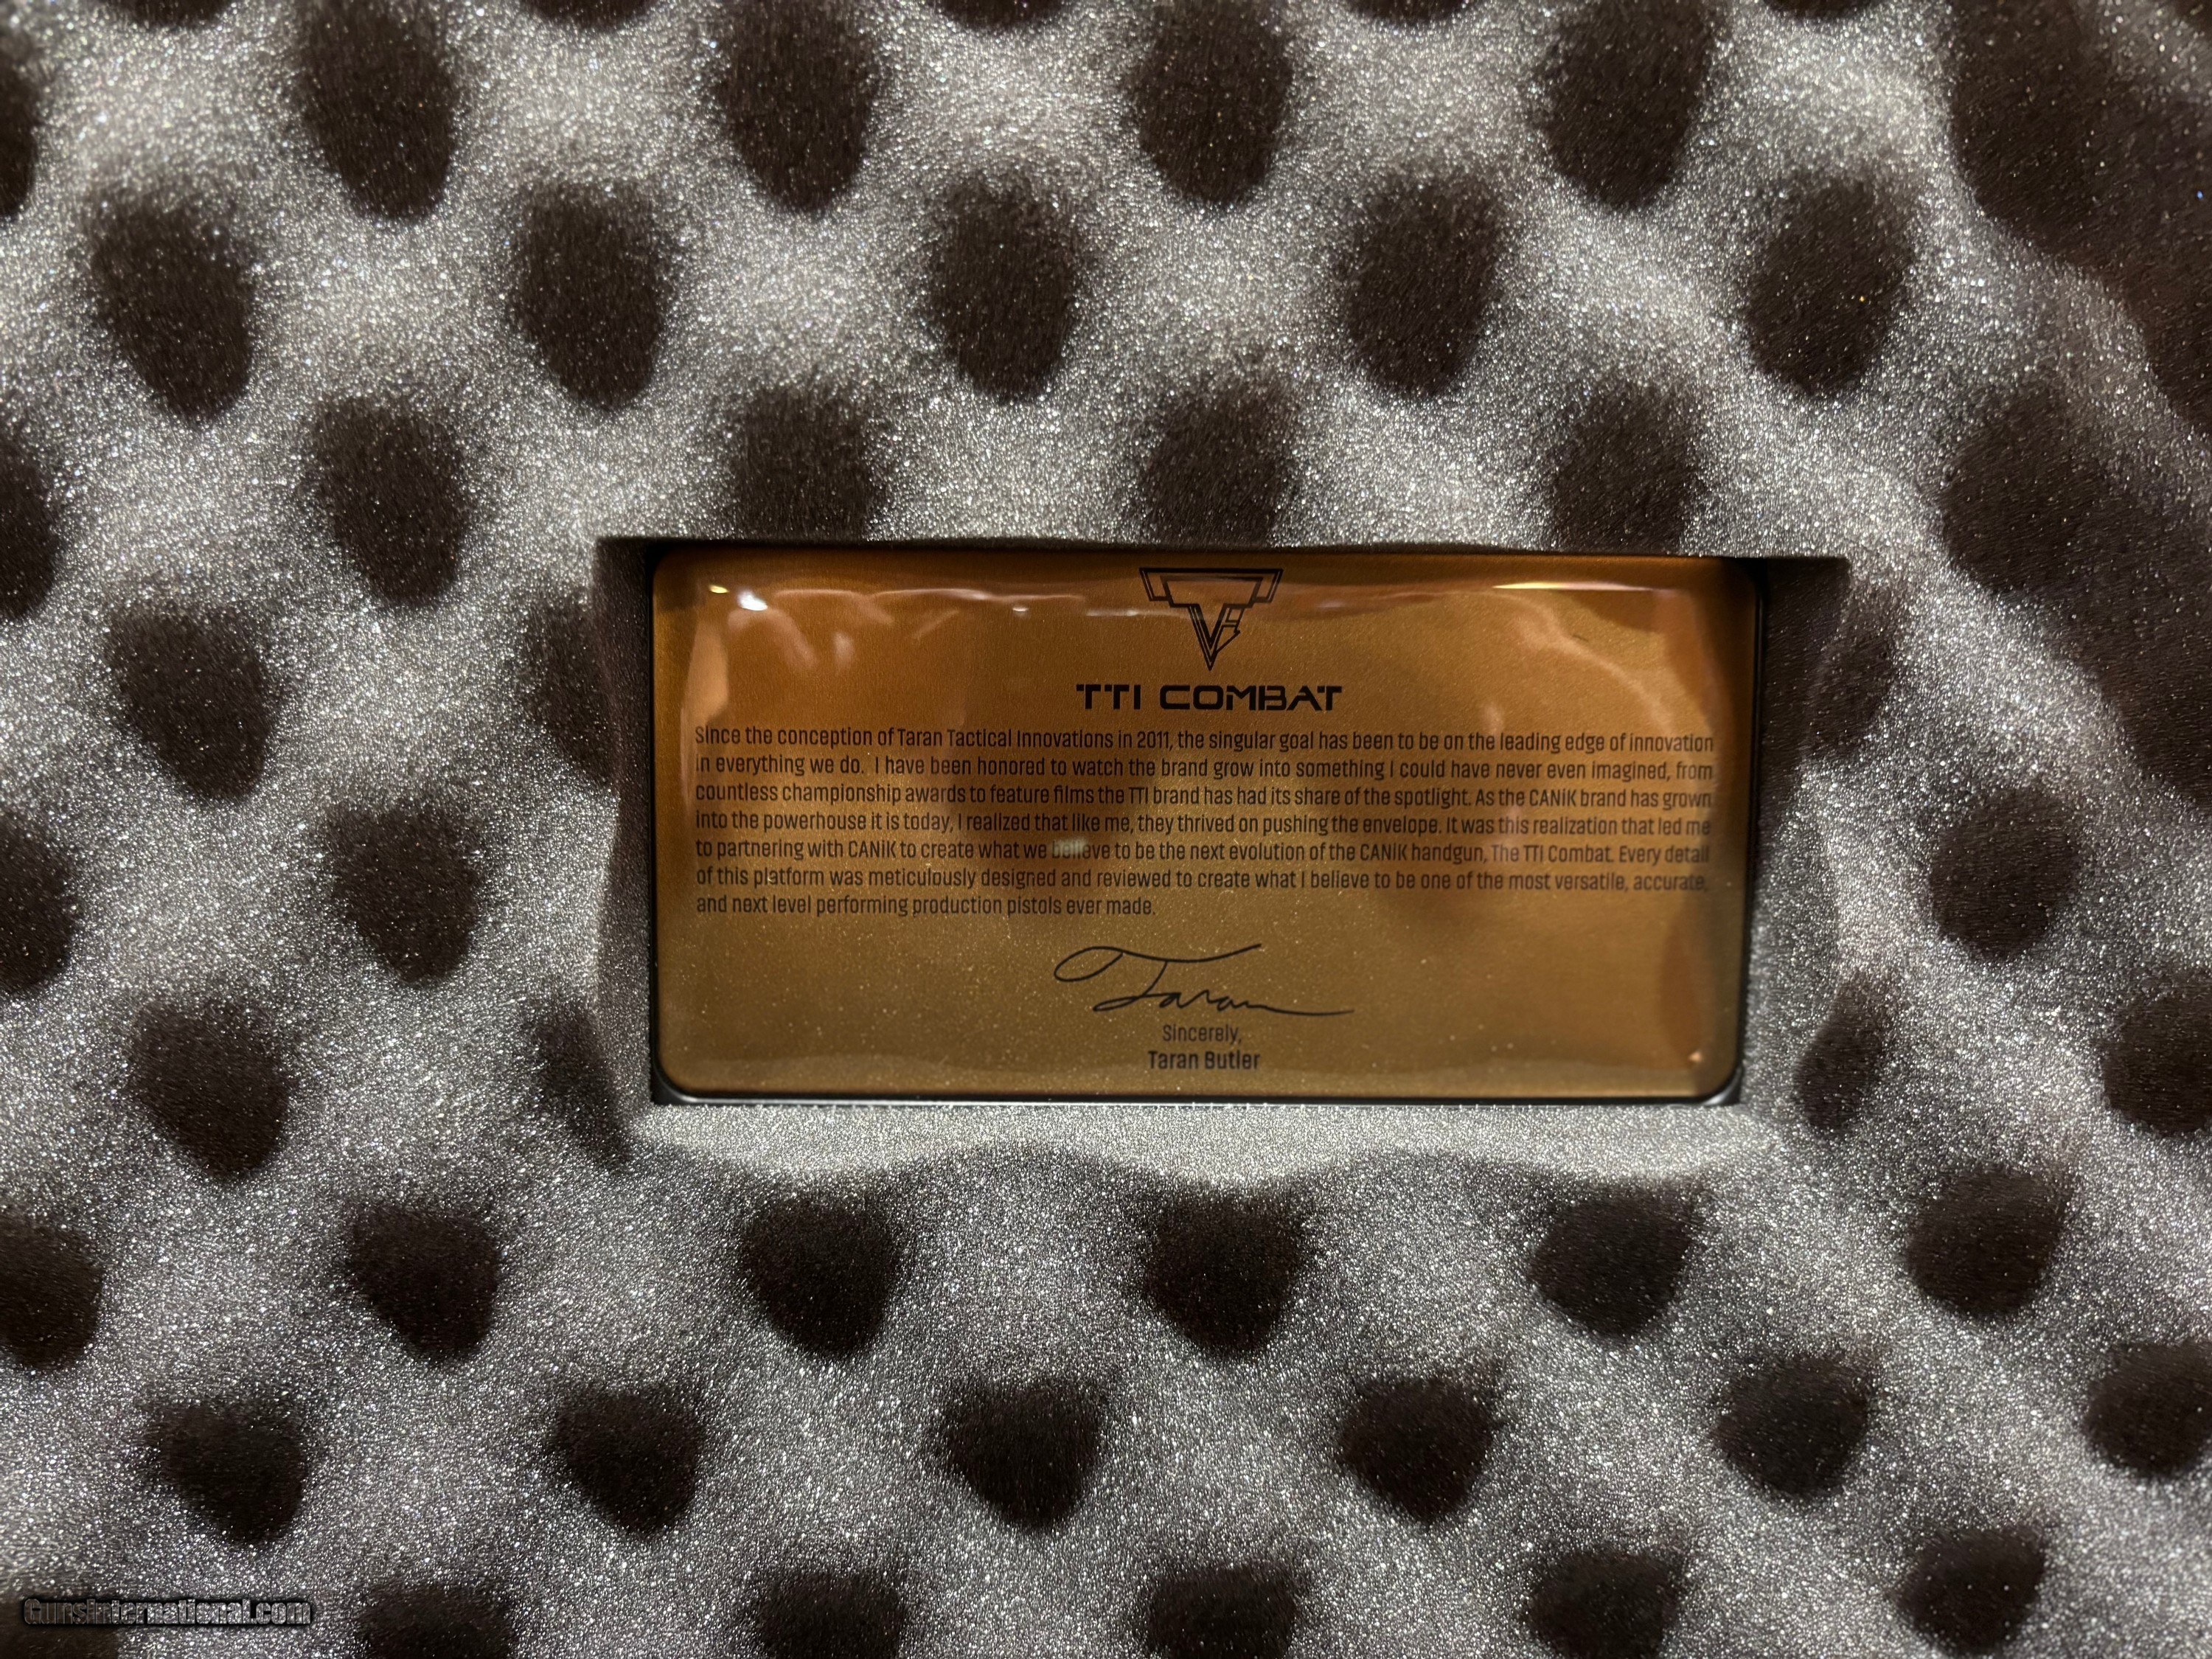 TTI COMBAT
Since the conception of Taran Tactical Innovations in 2011, the singular goal has been to be on the leading edge of innovation
in everything we do. I have been honored to watch the brand grow into something I could have never even imagined, from
countless championship awards to feature films the TTI brand has had its share of the spotlight. As the CANiK brand has grown
into the powerhouse it is today, I realized that like me, they thrived on pushing the envelope. It was this realization that led me
to partnering with CANiK to create what we believe to be the next evolution of the CANiK handgun, The TTI Combat. Every detail
of this platform was meticulously designed and reviewed to create what I believe to be one of the most versatile, accurate,
and next level performing production pistols ever made.
Taran
Sincerely,
Taran Butler
GunsInternational.com